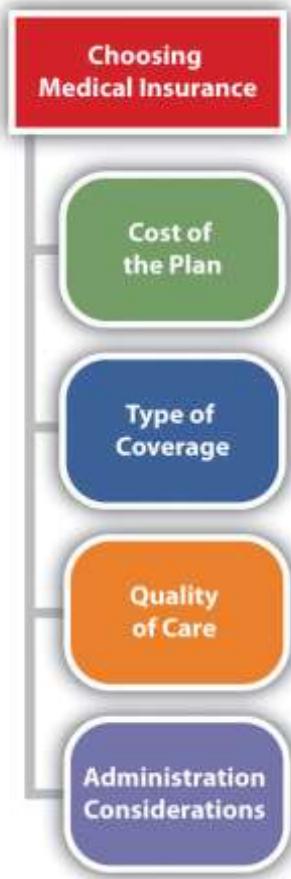 Choosing
Medical Insurance
Cost of
the Plan
Type of
Coverage
Quality
of Care
Administration
Considerations